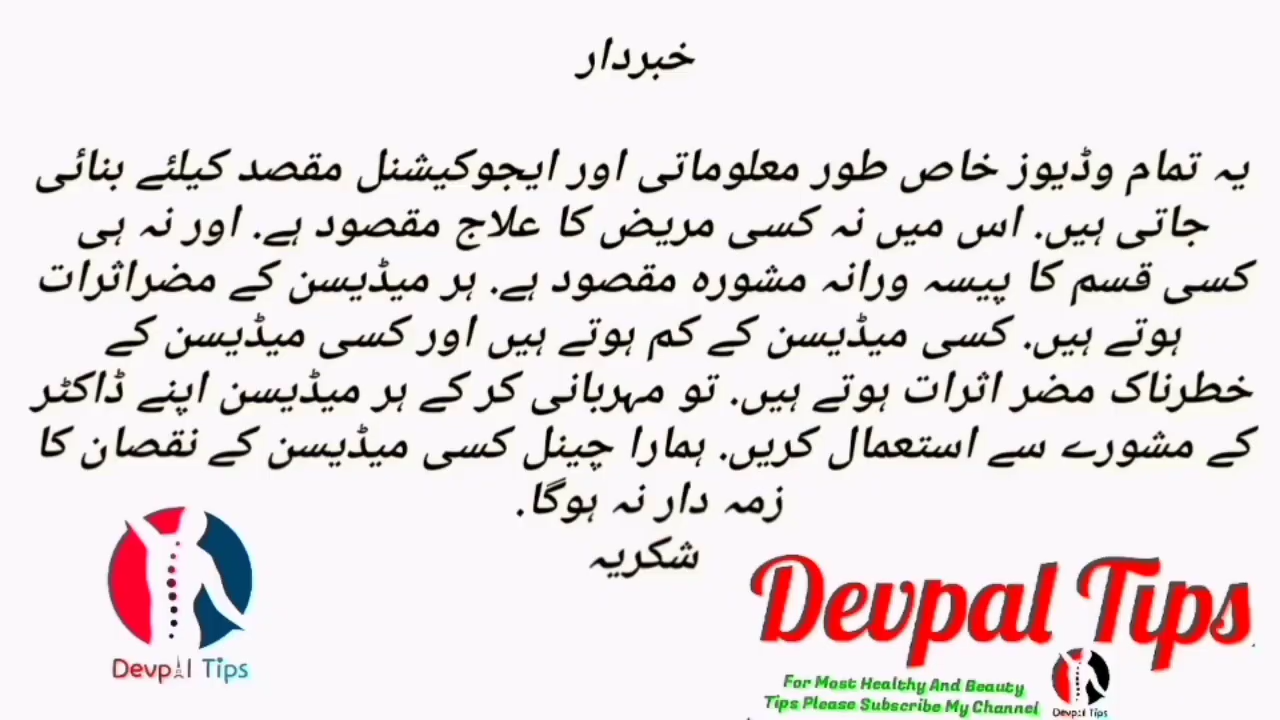 خبردار
یہ تمام وڈیوز خاص طور معلوماتی اور ایجوکیشنل مقصد کیلئے بنائی
جاتی ہیں. اس میں نہ کسی مریض کا علاج مقصود ہے. اور نہ ہی
کسی قسم کا پیسہ ورانہ مشورہ مقصود ہے. ہر میڈیسن کے مضراثرات
ہوتے ہیں. کسی میڈیسن کے کم ہوتے ہیں اور کسی میڈیسن کے
خطرناک مضر اثرات ہوتے ہیں. تو مہربانی کر کے ہر میڈیسن اپنے ڈاکٹر
کے مشورے سے استعمال کریں. ہمارا چینل کسی میڈیسن کے نقصان کا
زمہ دار نہ ہوگا.
شکریہ
Devpal Tips
Devpal Tips
For Most Healthy And Beauty
Tips Please Subscribe My Channel
Devpal Tips